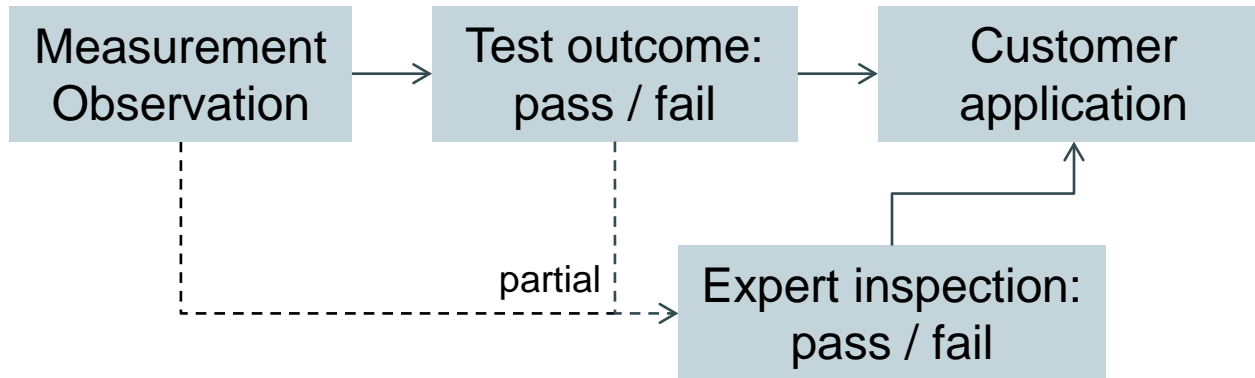 Measurement
Observation
Test outcome:
pass / fail
Customer
application
partial
Expert inspection:
pass / fail